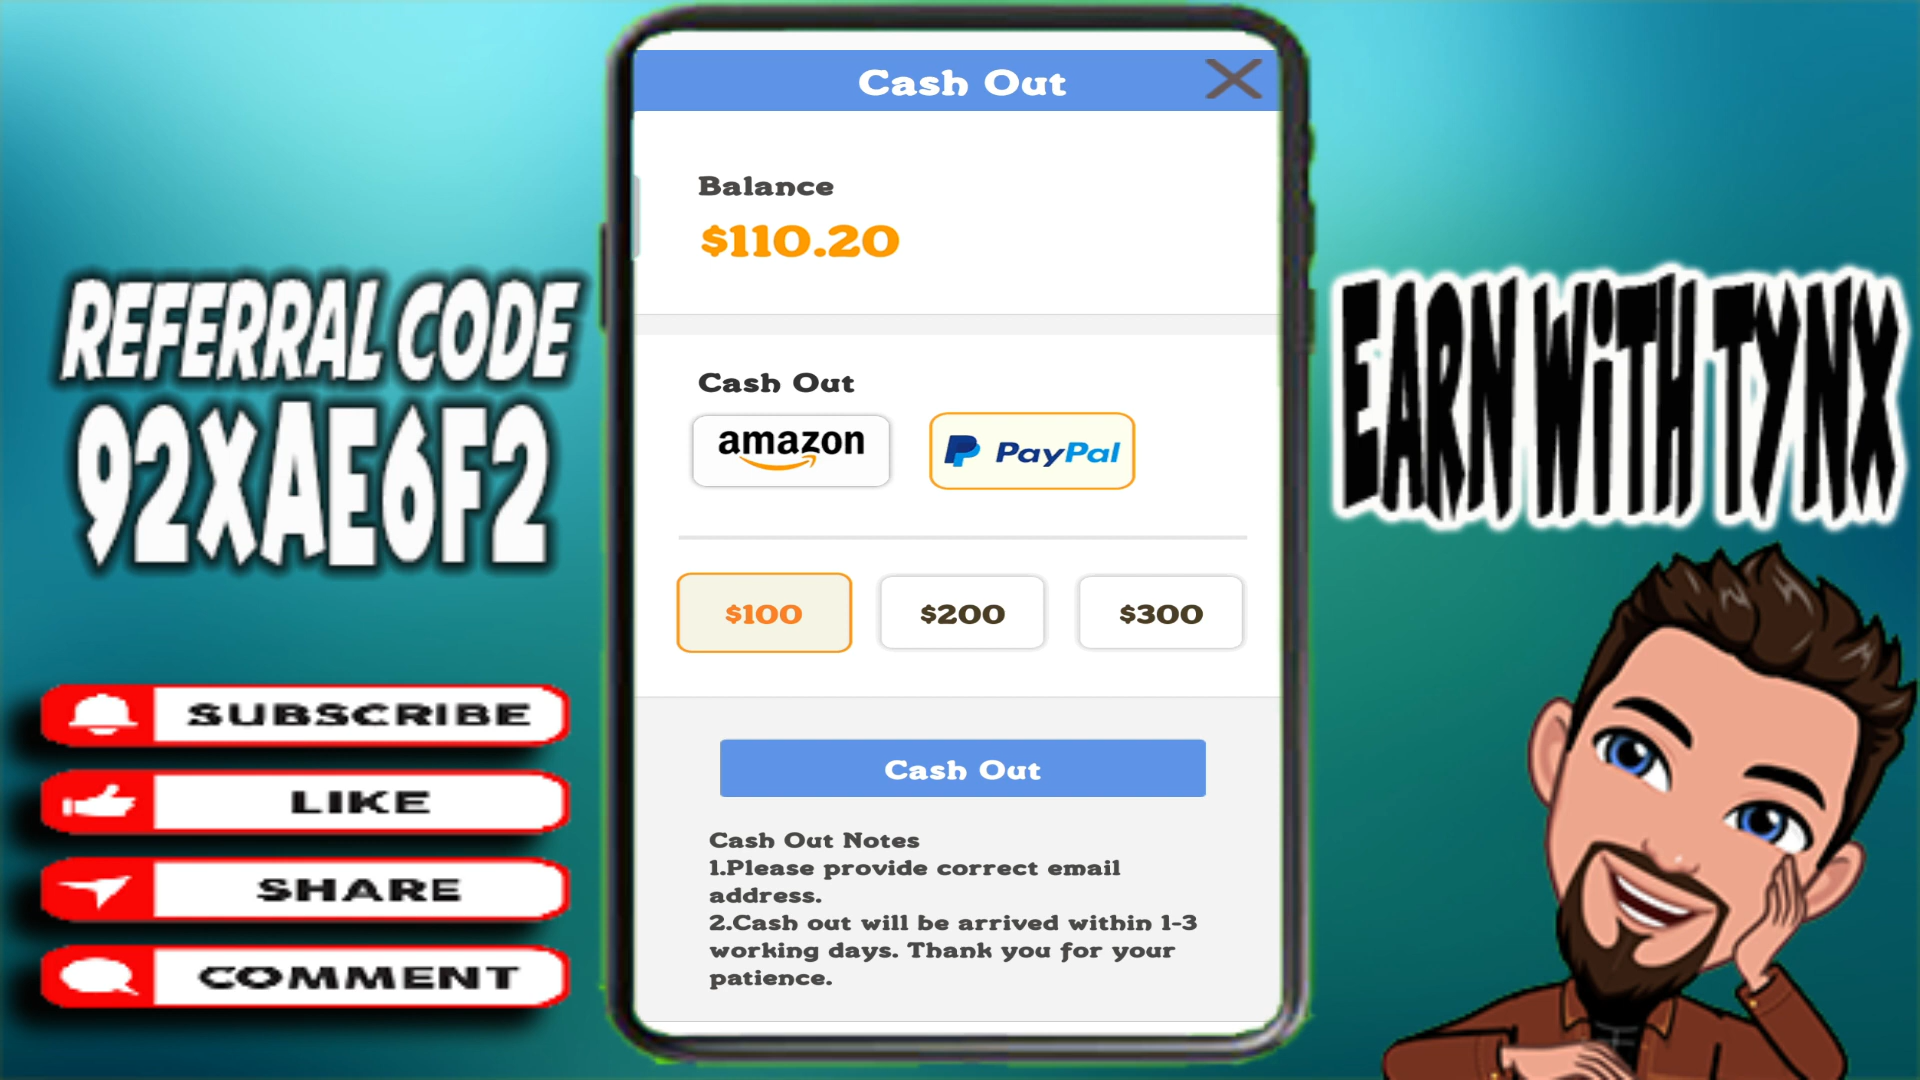 REFERRAL CODE
92XAE6F2
SUBSCRIBE
LIKE
SHARE
COMMENT
Cash Out
Balance
$110.20
Cash Out
amazon
PayPal
$100
$200
$300
Cash Out
Cash Out Notes
1.Please provide correct email
address.
2.Cash out will be arrived within 1-3
working days. Thank you for your
patience.
EARN WiTH TYNX